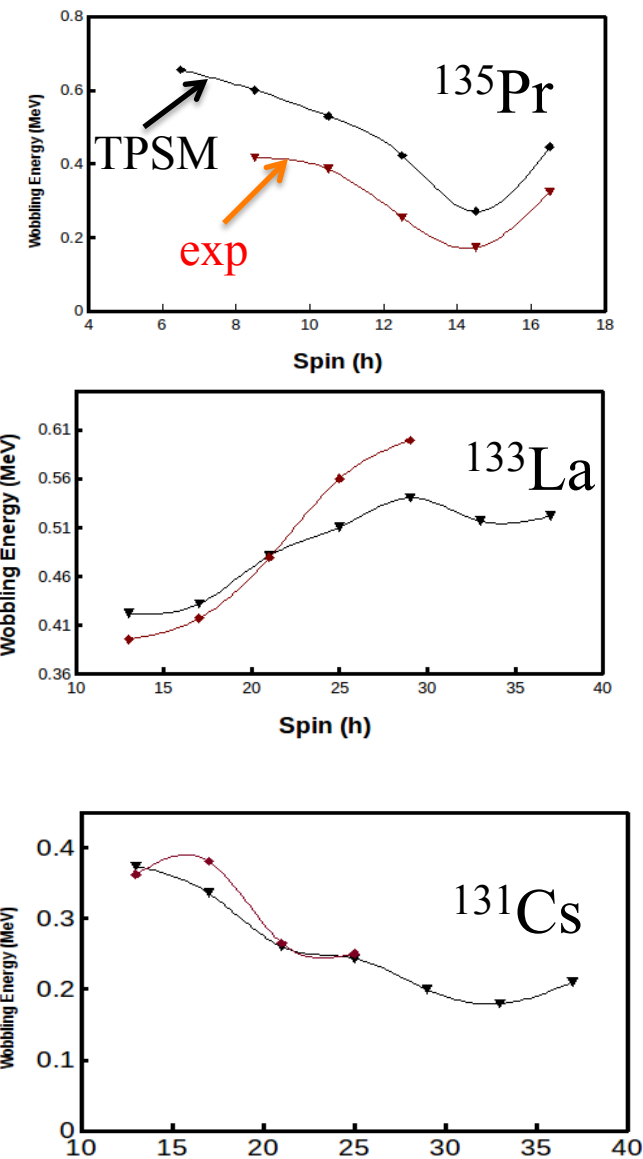 0.8
¹³⁵Pr
0.6
TPSM
0.4
exp
0.2
0
4 6 8 10 12 14 16 18
Wobbling Energy (MeV)
Spin (h)
0.61
¹³³La
0.56
0.51
0.46
0.41
0.36
10 15 20 25 30 35 40
Wobbling Energy (MeV)
Spin (h)
0.4
¹³¹Cs
0.3
0.2
0.1
0
10 15 20 25 30 35 40
Wobbling Energy (MeV)